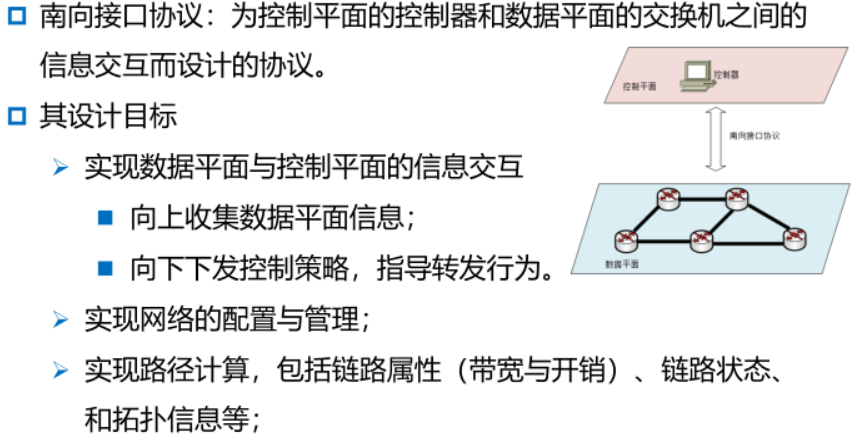 南向接口协议：为控制平面的控制器和数据平面的交换机之间的
信息交互而设计的协议。
其设计目标
实现数据平面与控制平面的信息交互
向上收集数据平面信息；
向下下发控制策略，指导转发行为。
实现网络的配置与管理；
实现路径计算，包括链路属性（带宽与开销）、链路状态、
和拓扑信息等；
控制平面
控制器
南向接口协议
数据平面